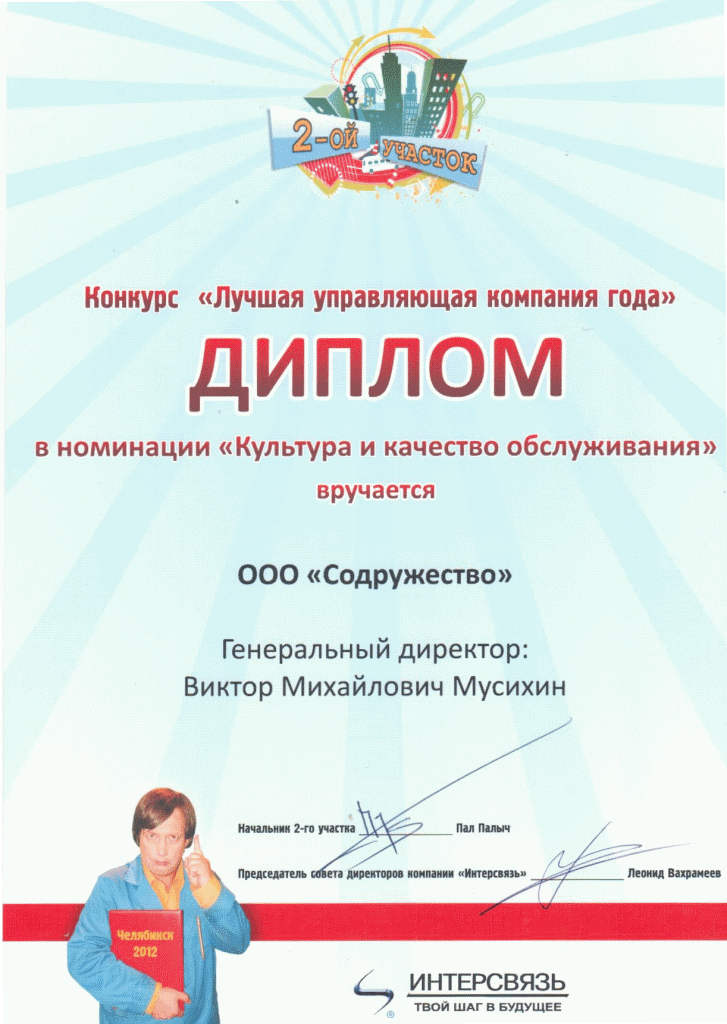 2-ой участок
Конкурс «Лучшая управляющая компания года»
ДИПЛОМ
в номинации «Культура и качество обслуживания»
вручается
ООО «Содружество»
Генеральный директор:
Виктор Михайлович Мусихин
Начальник 2-го участка Пал Палыч
Председатель совета директоров компании «Интерсвязь» Леонид Вахрамеев
Челябинск
2012
ИНТЕРСВЯЗЬ
®
ТВОЙ ШАГ В БУДУЩЕЕ